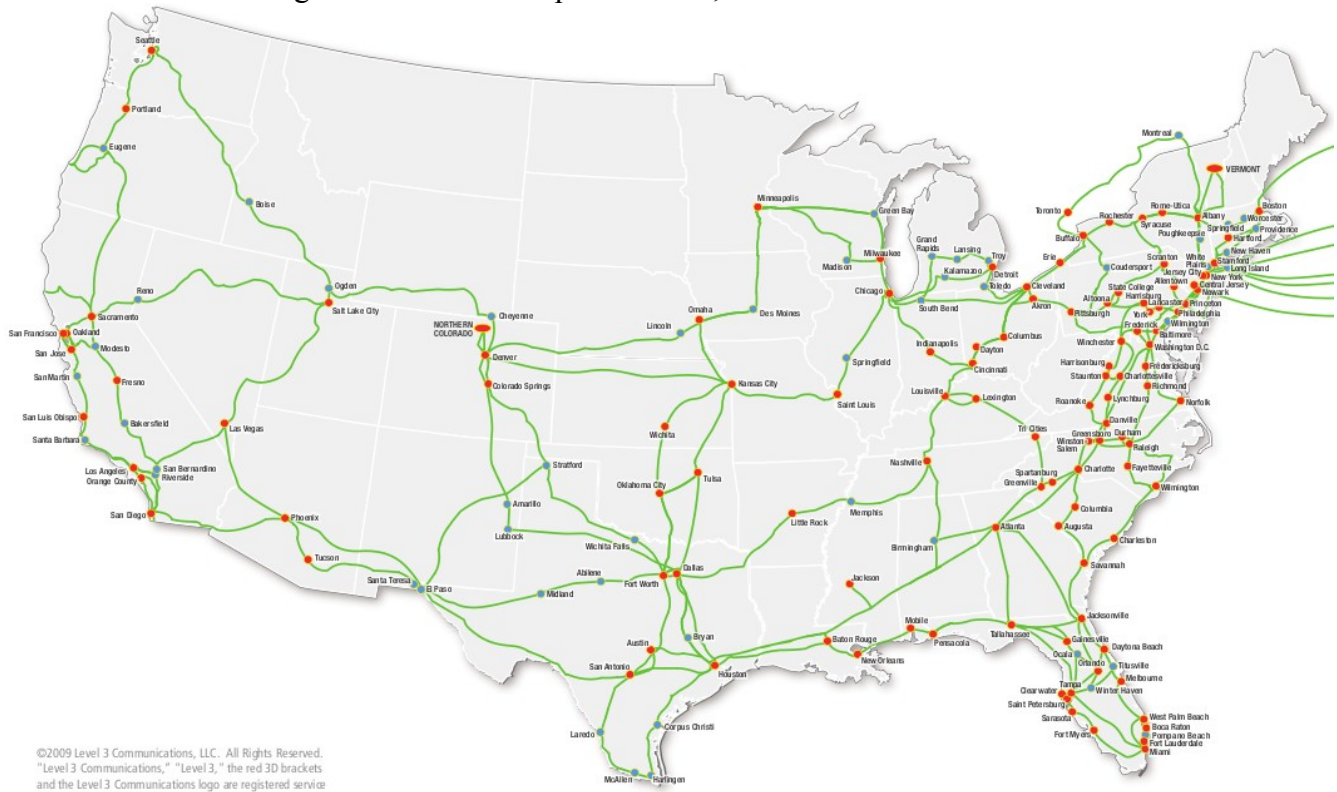 Seattle
Portland
Eugene
Boise
Reno
Sacramento
San Francisco
Oakland
San Jose
Modesto
San Martin
Fresno
San Luis Obispo
Bakersfield
Santa Barbara
Los Angeles
Orange County
San Bernardino
Riverside
San Diego
Las Vegas
Phoenix
Tucson
Ogden
Salt Lake City
NORTHERN
COLORADO
Cheyenne
Denver
Colorado Springs
Stratford
Amarillo
Lubbock
Santa Teresa
El Paso
Midland
Abilene
Wichita Falls
Fort Worth
Dallas
Bryan
Austin
San Antonio
Houston
Laredo
Corpus Christi
McAllen
Harlingen
Lincoln
Omaha
Des Moines
Minneapolis
Kansas City
Wichita
Oklahoma City
Tulsa
Little Rock
Memphis
Saint Louis
Springfield
Green Bay
Madison
Milwaukee
Chicago
Grand
Rapids
Lansing
Troy
Kalamazoo
Detroit
Toledo
South Bend
Cleveland
Akron
Indianapolis
Dayton
Columbus
Cincinnati
Louisville
Lexington
Nashville
Birmingham
Jackson
Baton Rouge
New Orleans
Mobile
Pensacola
Tallahassee
Atlanta
Tri Cities
Spartanburg
Greenville
Charlotte
Columbia
Augusta
Charleston
Savannah
Jacksonville
Gainesville
Ocala
Orlando
Daytona Beach
Titusville
Melbourne
Tampa
Clearwater
Winter Haven
Saint Petersburg
Sarasota
Fort Myers
West Palm Beach
Boca Raton
Pompano Beach
Fort Lauderdale
Miami
Montreal
VERMONT
Toronto
Rochester
Rome-Utica
Albany
Boston
Worcester
Syracuse
Poughkeepsie
Springfield
Providence
Hartford
Buffalo
Erie
Coudersport
Scranton
White
Plains
New Haven
Stamford
Long Island
Jersey City
New York
Allentown
Central Jersey
Newark
State College
Altoona
Harrisburg
Lancaster
Princeton
Pittsburgh
York
Philadelphia
Wilmington
Frederick
Baltimore
Winchester
Washington D.C.
Harrisonburg
Fredericksburg
Staunton
Charlottesville
Richmond
Roanoke
Lynchburg
Norfolk
Danville
Greensboro
Durham
Winston
Salem
Raleigh
Fayetteville
Wilmington
©2009 Level 3 Communications, LLC. All Rights Reserved.
"Level 3 Communications," "Level 3," the red 3D brackets
and the Level 3 Communications logo are registered service